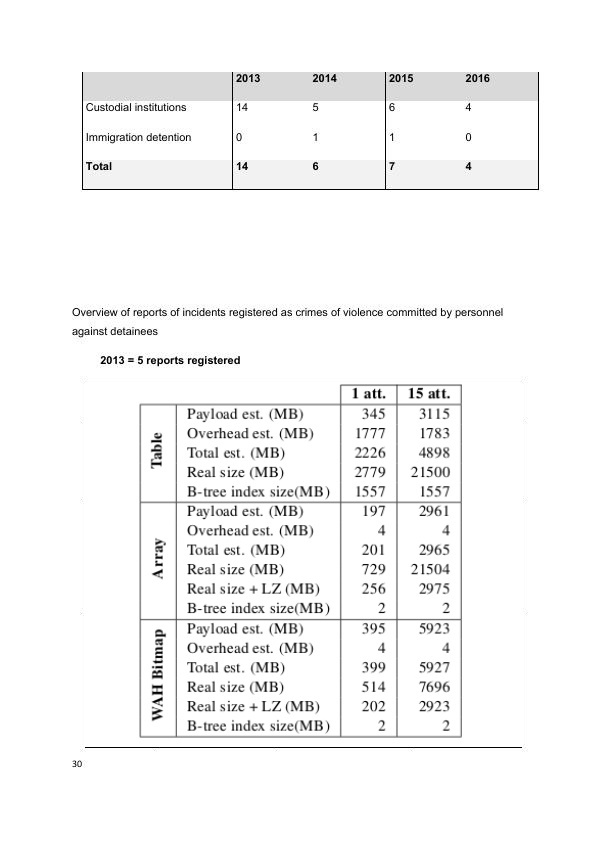 2013 2014 2015 2016
Custodial institutions 14 5 6 4
Immigration detention 0 1 1 0
Total 14 6 7 4
Overview of reports of incidents registered as crimes of violence committed by personnel
against detainees
2013 = 5 reports registered
1 att. 15 att.
Table
Payload est. (MB) 345 3115
Overhead est. (MB) 1777 1783
Total est. (MB) 2226 4898
Real size (MB) 2779 21500
B-tree index size(MB) 1557 1557
Array
Payload est. (MB) 197 2961
Overhead est. (MB) 4 4
Total est. (MB) 201 2965
Real size (MB) 729 21504
Real size + LZ (MB) 256 2975
B-tree index size(MB) 2 2
WAH Bitmap
Payload est. (MB) 395 5923
Overhead est. (MB) 4 4
Total est. (MB) 399 5927
Real size (MB) 514 7696
Real size + LZ (MB) 202 2923
B-tree index size(MB) 2 2
30